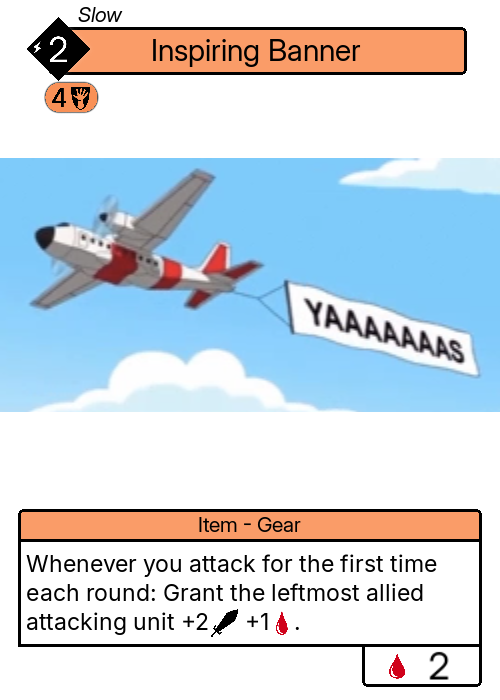 Slow
2
Inspiring Banner
4
YAAAAAAAS
Item - Gear
Whenever you attack for the first time
each round: Grant the leftmost allied
attacking unit +2 +1 .
2